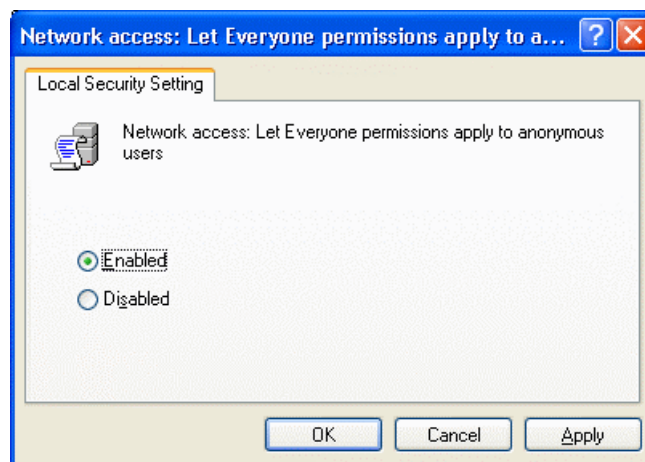 Network access: Let Everyone permissions apply to a...
Local Security Setting
Network access: Let Everyone permissions apply to anonymous
users
Enabled
Disabled
OK Cancel Apply